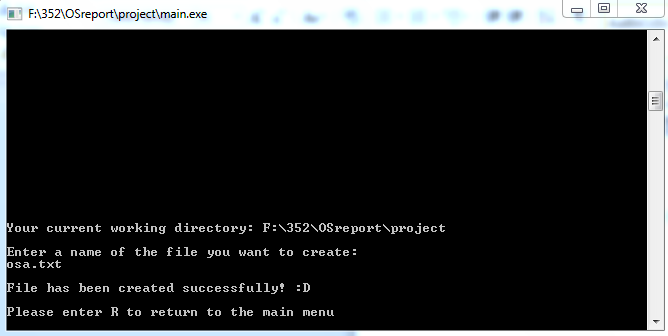 F:\352\OSreport\project\main.exe
Your current working directory: F:\352\OSreport\project
Enter a name of the file you want to create:
osa.txt
File has been created successfully! :D
Please enter R to return to the main menu